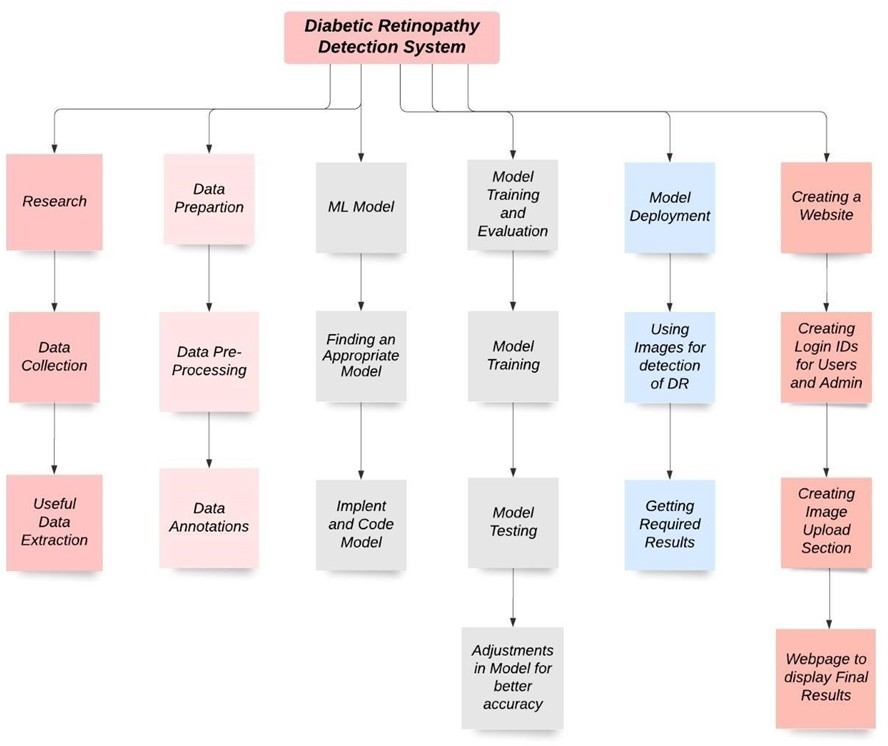 Diabetic Retinopathy
Detection System
Research
Data
Prepartion
ML Model
Model
Training
and
Evaluation
Model
Deployment
Creating a
Website
Data
Collection
Data Pre-
Processing
Finding an
Appropriate
Model
Model
Training
Using
Images for
detection
of DR
Creating
Login IDs
for Users
and Admin
Useful
Data
Extraction
Data
Annotations
Implent
and Code
Model
Model
Testing
Getting
Required
Results
Creating
Image
Upload
Section
Adjustments
in Model for
better
accuracy
Webpage to
display Final
Results